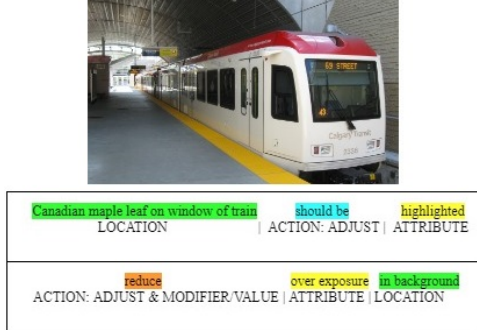 69 STREET
43
Calgary Transit
Canadian maple leaf on window of train should be highlighted
LOCATION | ACTION: ADJUST | ATTRIBUTE
reduce over exposure in background
ACTION: ADJUST & MODIFIER/VALUE | ATTRIBUTE | LOCATION